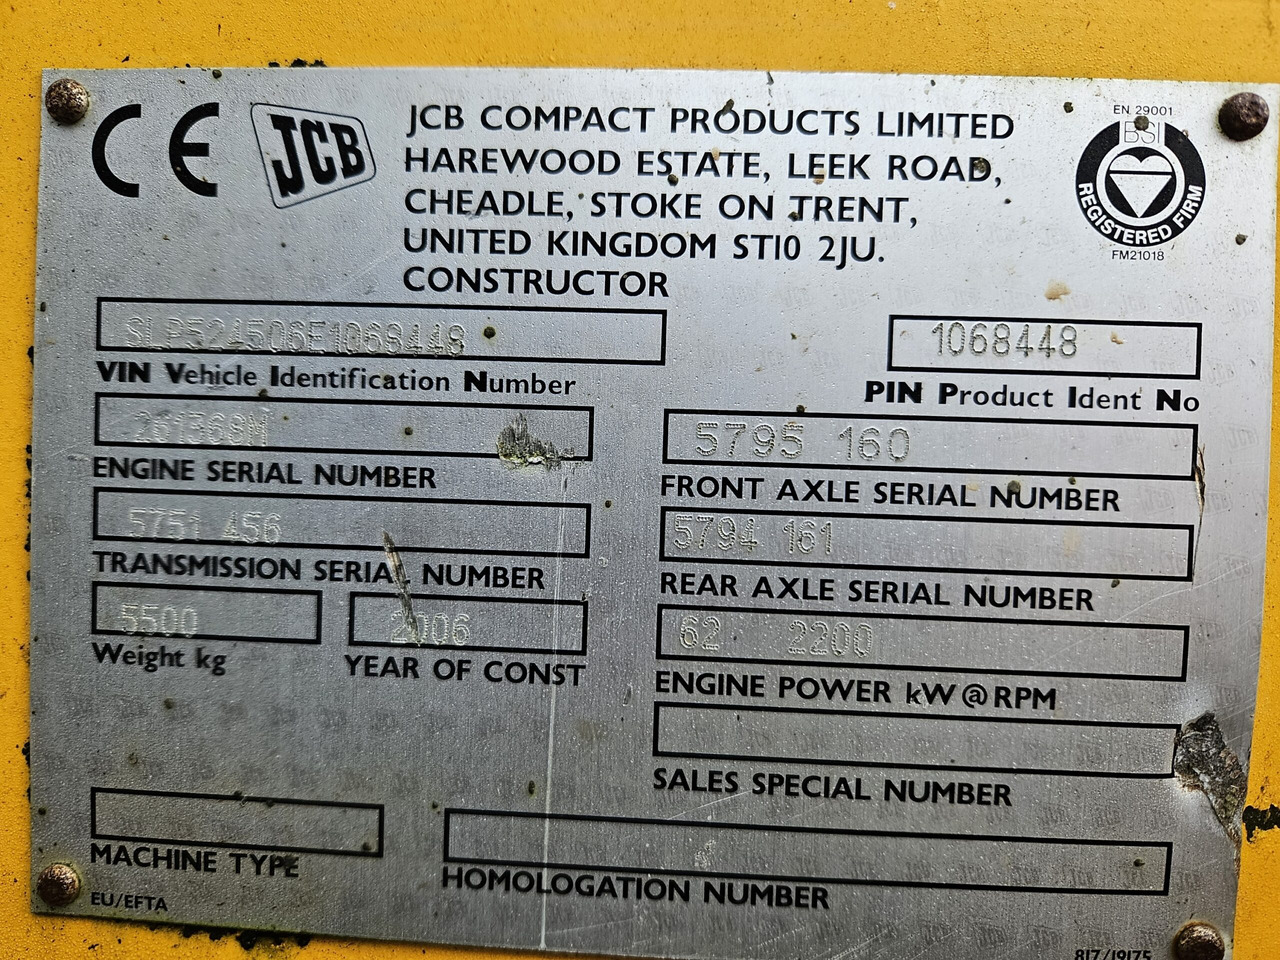 CE
JCB
JCB COMPACT PRODUCTS LIMITED
HAREWOOD ESTATE, LEEK ROAD,
CHEADLE, STOKE ON TRENT,
UNITED KINGDOM ST10 2JU.
CONSTRUCTOR
EN 29001
BSI
REGISTERED FIRM
FM21018
SLP524506E1068448
VIN Vehicle Identification Number
1068448
PIN Product Ident No
261368M
ENGINE SERIAL NUMBER
5795 160
FRONT AXLE SERIAL NUMBER
5751 456
TRANSMISSION SERIAL NUMBER
5794 161
REAR AXLE SERIAL NUMBER
5500
Weight kg
2006
YEAR OF CONST
62 2200
ENGINE POWER kW@RPM
SALES SPECIAL NUMBER
MACHINE TYPE
HOMOLOGATION NUMBER
EU/EFTA
817/19175